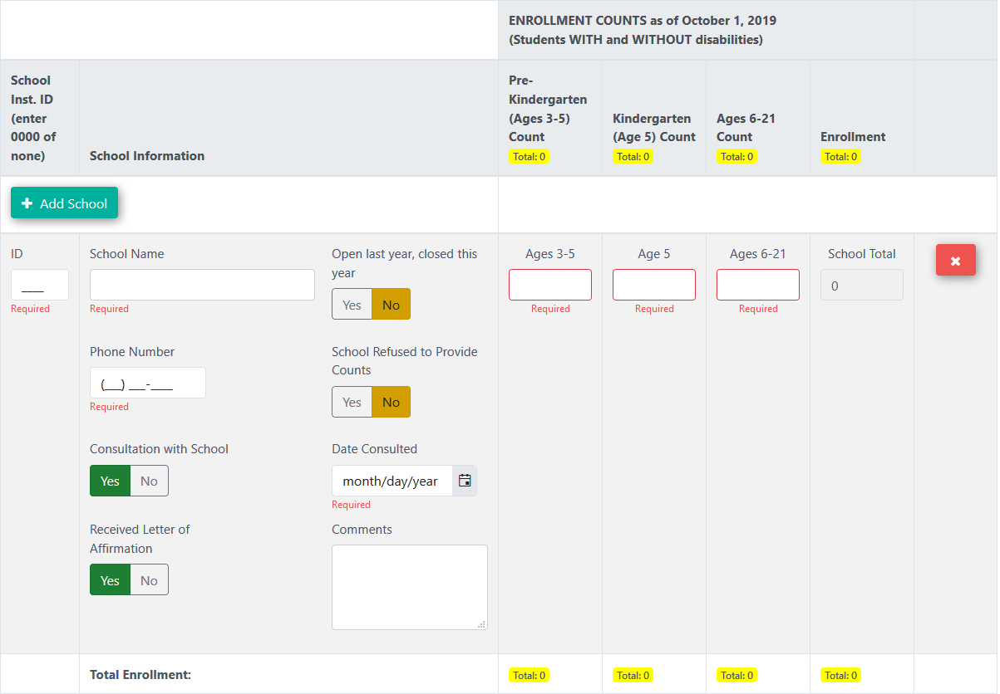 ENROLLMENT COUNTS as of October 1, 2019
(Students WITH and WITHOUT disabilities)
School
Inst. ID
(enter
0000 of
none)
School Information
Pre-
Kindergarten
(Ages 3-5)
Count
Total: 0
Kindergarten
(Age 5) Count
Total: 0
Ages 6-21
Count
Total: 0
Enrollment
Total: 0
Add School
ID
____
Required
School Name
Required
Open last year, closed this
year
Yes No
Ages 3-5
Required
Age 5
Required
Ages 6-21
Required
School Total
0
Phone Number
(___) ___-____
Required
School Refused to Provide
Counts
Yes No
Consultation with School
Yes No
Date Consulted
month/day/year
Required
Received Letter of
Affirmation
Yes No
Comments
Total Enrollment:
Total: 0
Total: 0
Total: 0
Total: 0